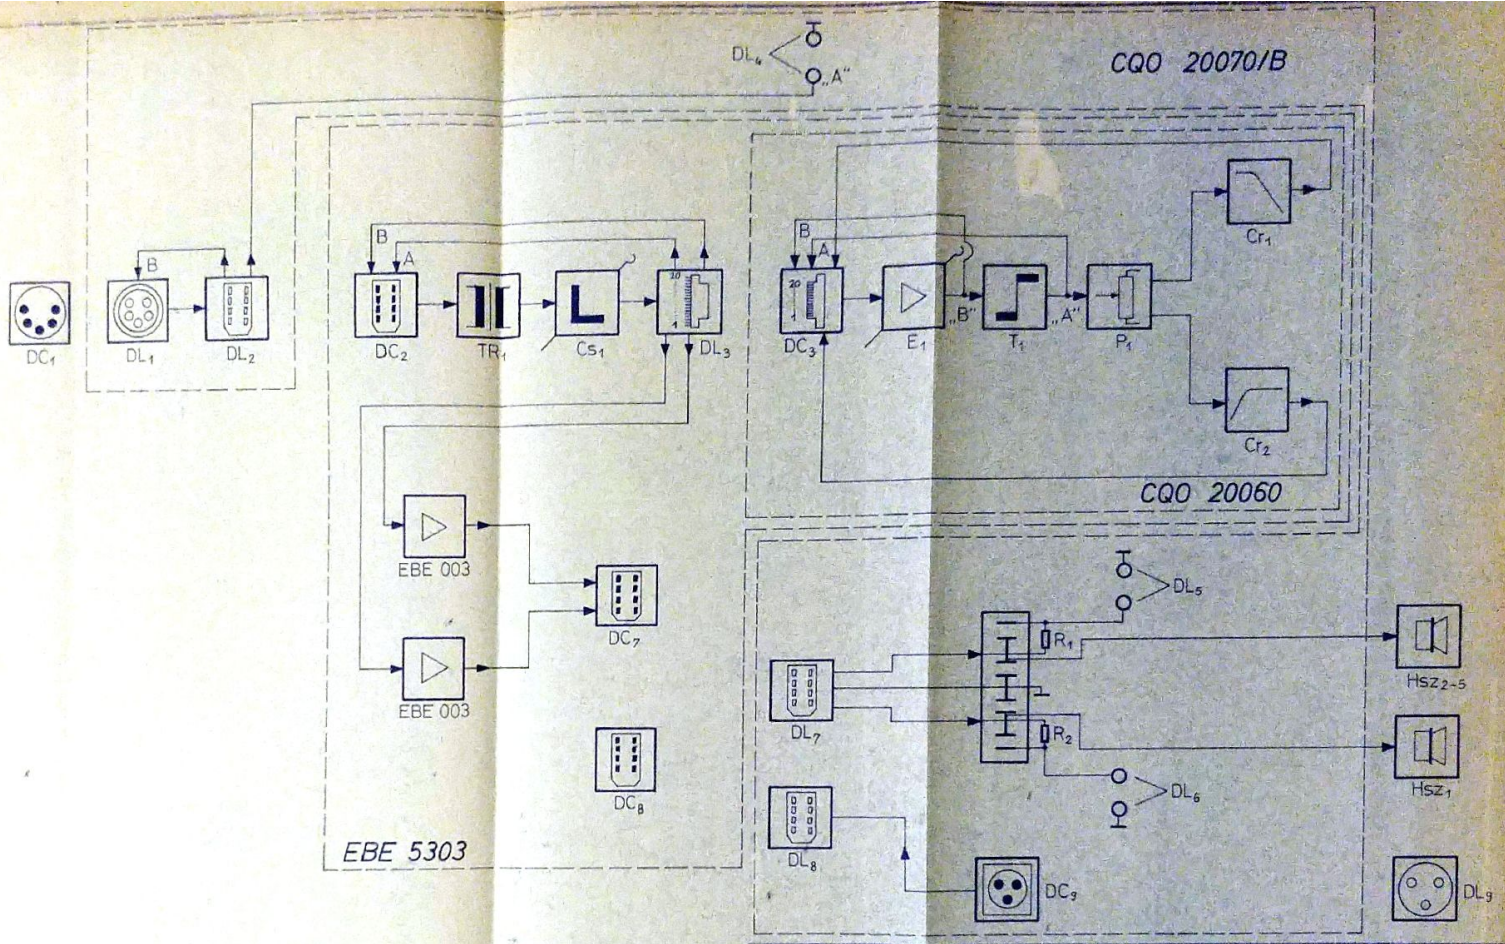 DL₄
„A"
CQO 20070/B
B
DC₁
DL₁
DL₂
B
A
DC₂
TR₁
Cs₁
20
1
DL₃
B
A
20
1
DC₃
E₁
„B"
T₁
„A"
P₁
Cr₁
Cr₂
CQO 20060
EBE 003
EBE 003
DC₇
DC₈
EBE 5303
DL₅
R₁
DL₇
R₂
DL₆
DL₈
DC₉
Hsz₂₋₅
Hsz₁
DL₉